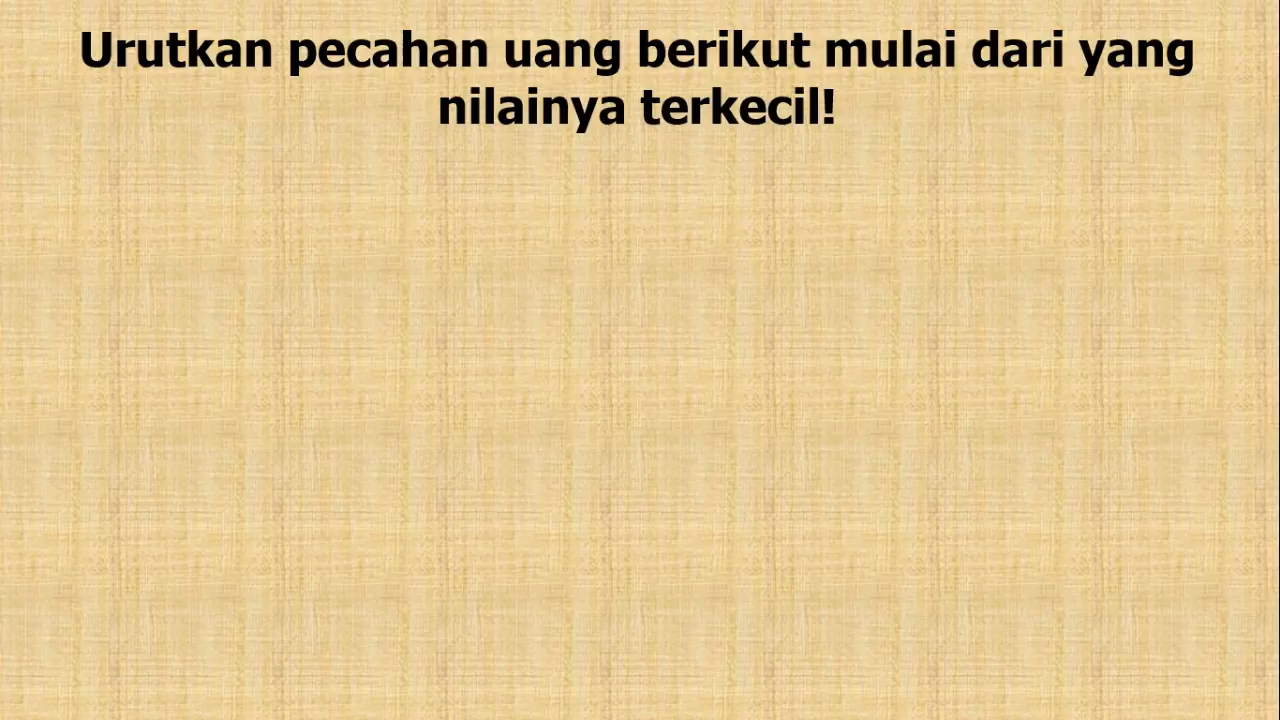 Urutkan pecahan uang berikut mulai dari yang
nilainya terkecil!